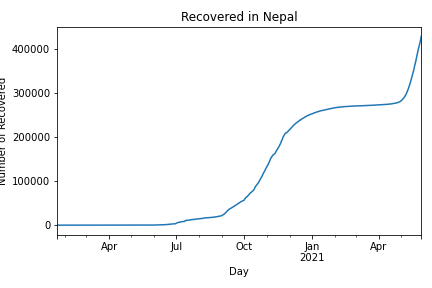 Recovered in Nepal
Number of Recovered
400000
300000
200000
100000
0
Apr
Jul
Oct
Jan
2021
Apr
Day